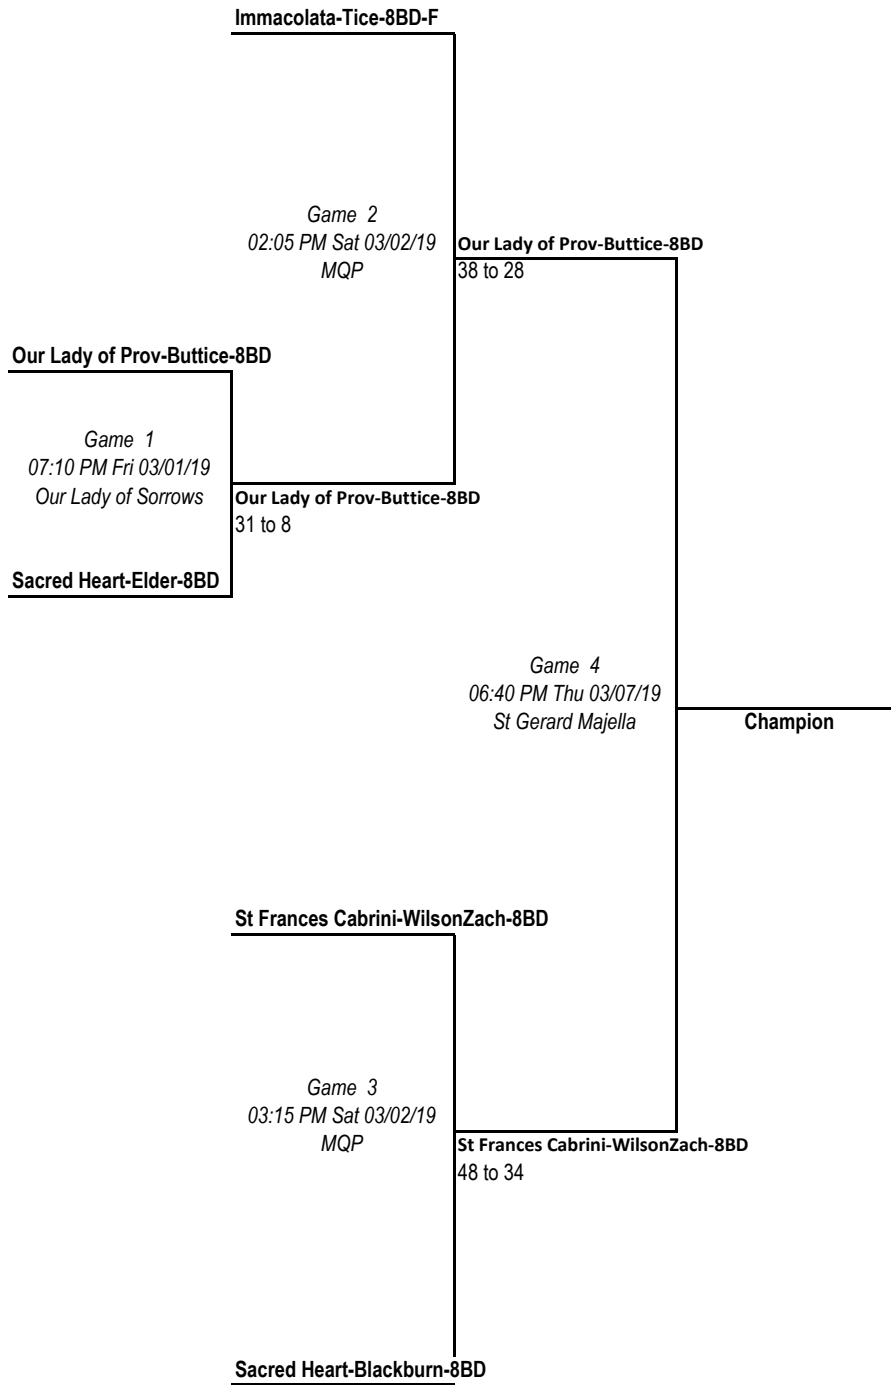 Immacolata-Tice-8BD-F
Game 2
02:05 PM Sat 03/02/19
MQP
Our Lady of Prov-Buttice-8BD
38 to 28
Our Lady of Prov-Buttice-8BD
Game 1
07:10 PM Fri 03/01/19
Our Lady of Sorrows
Our Lady of Prov-Buttice-8BD
31 to 8
Sacred Heart-Elder-8BD
Game 4
06:40 PM Thu 03/07/19
St Gerard Majella
Champion
St Frances Cabrini-WilsonZach-8BD
Game 3
03:15 PM Sat 03/02/19
MQP
St Frances Cabrini-WilsonZach-8BD
48 to 34
Sacred Heart-Blackburn-8BD